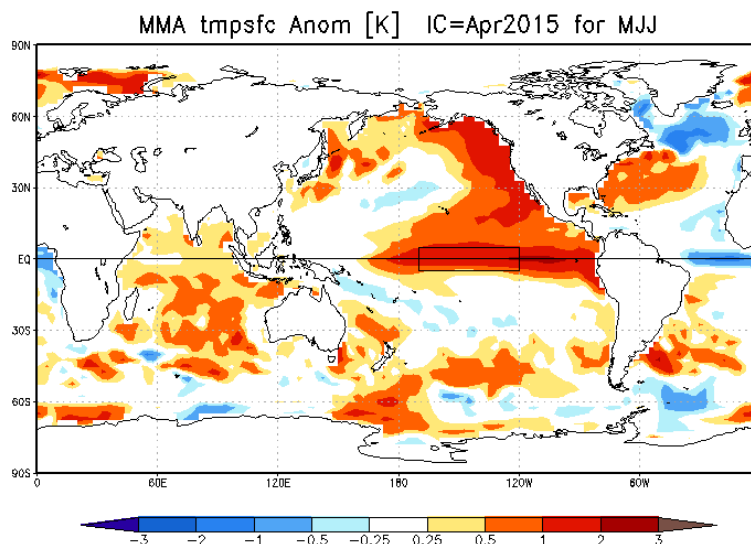 MMA tmpsfc Anom [K] IC=Apr2015 for MJJ
90N
60N
30N
EQ
30S
60S
90S
0 60E 120E 180 120W 60W
-3 -2 -1 -0.5 -0.25 0.25 0.5 1 2 3